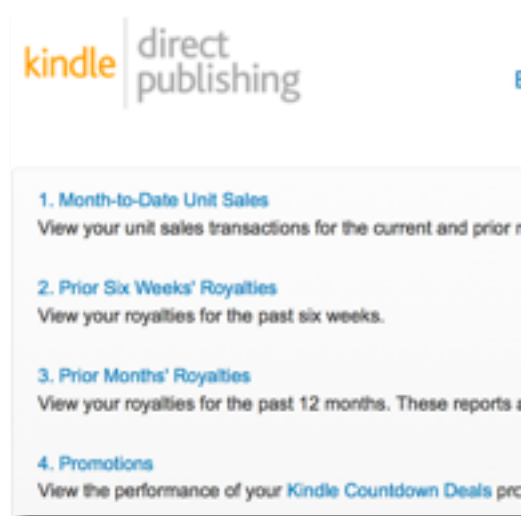 kindle
direct
publishing
1. Month-to-Date Unit Sales
View your unit sales transactions for the current and prior
2. Prior Six Weeks' Royalties
View your royalties for the past six weeks.
3. Prior Months' Royalties
View your royalties for the past 12 months. These reports
4. Promotions
View the performance of your Kindle Countdown Deals